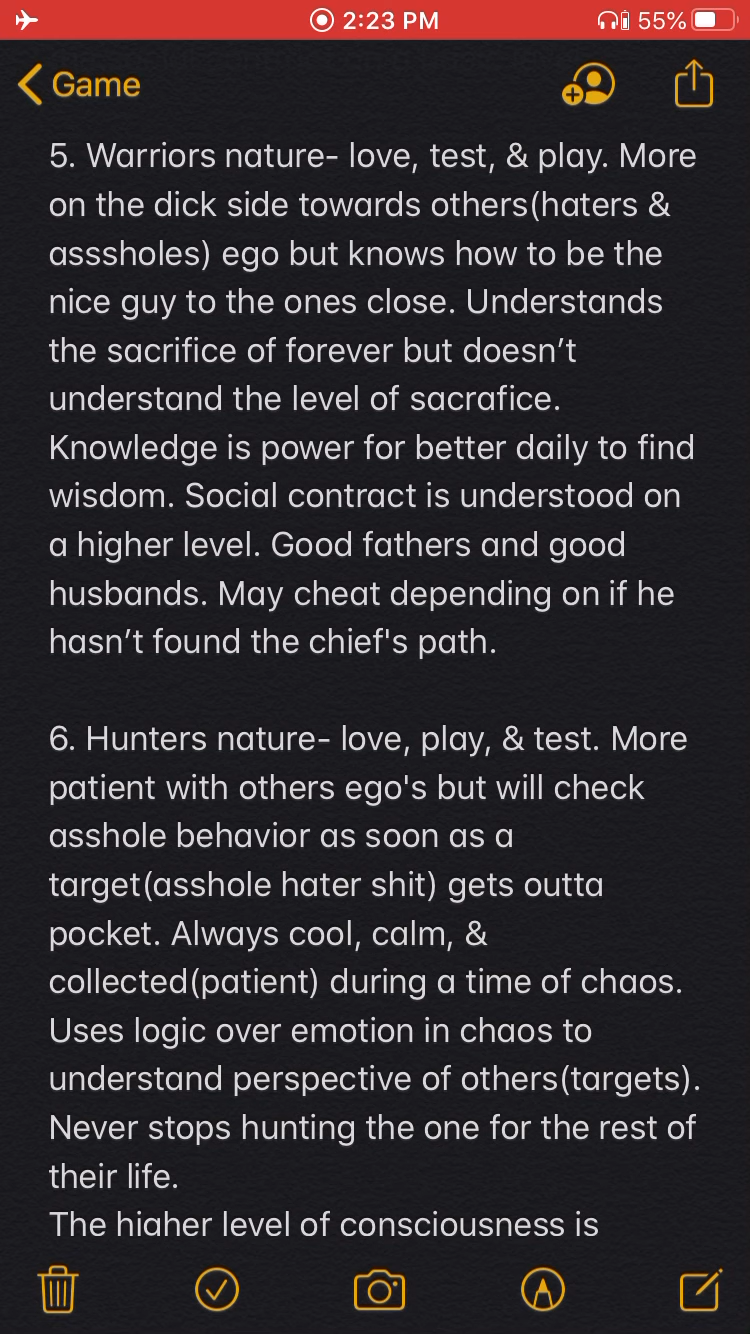 2:23 PM
55%
Game
5. Warriors nature- love, test, & play. More
on the dick side towards others(haters &
asssholes) ego but knows how to be the
nice guy to the ones close. Understands
the sacrifice of forever but doesn’t
understand the level of sacrafice.
Knowledge is power for better daily to find
wisdom. Social contract is understood on
a higher level. Good fathers and good
husbands. May cheat depending on if he
hasn’t found the chief's path.
6. Hunters nature- love, play, & test. More
patient with others ego's but will check
asshole behavior as soon as a
target(asshole hater shit) gets outta
pocket. Always cool, calm, &
collected(patient) during a time of chaos.
Uses logic over emotion in chaos to
understand perspective of others(targets).
Never stops hunting the one for the rest of
their life.
The higher level of consciousness is